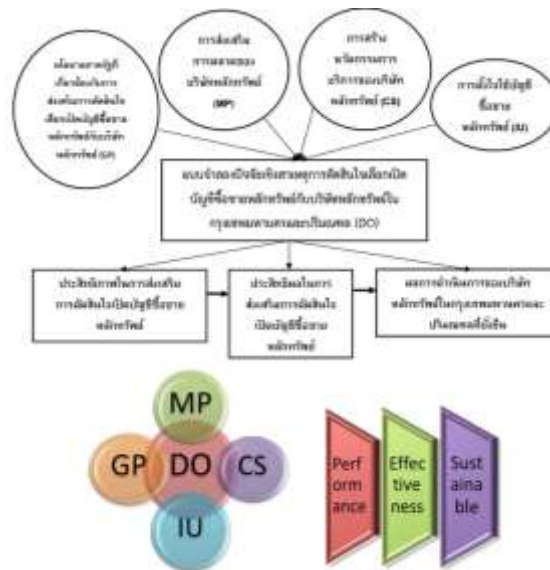 นโยบายภาครัฐที่
เกี่ยวข้องกับการ
ส่งเสริมการตัดสินใจ
เลือกเปิดบัญชีซื้อขาย
หลักทรัพย์กับบริษัท
หลักทรัพย์ (GP)
การส่งเสริม
การตลาดของ
บริษัทหลักทรัพย์
(MP)
การสร้าง
นวัตกรรมการ
บริการของบริษัท
หลักทรัพย์ (CS)
การตั้งใจใช้บัญชี
ซื้อขาย
หลักทรัพย์ (IU)
แบบจำลองปัจจัยเชิงสาเหตุการตัดสินใจเลือกเปิด
บัญชีซื้อขายหลักทรัพย์กับบริษัทหลักทรัพย์ใน
กรุงเทพมหานครและปริมณฑล (DO)
ประสิทธิภาพในการส่งเสริม
การตัดสินใจเปิดบัญชีซื้อขาย
หลักทรัพย์
ประสิทธิผลในการ
ส่งเสริมการตัดสินใจ
เปิดบัญชีซื้อขาย
หลักทรัพย์
ผลการดำเนินการของบริษัท
หลักทรัพย์ในกรุงเทพมหานครและ
ปริมณฑลที่ยั่งยืน
MP
GP DO CS
IU
Perf
orm
ance
Effec
tive
ness
Sust
aina
ble